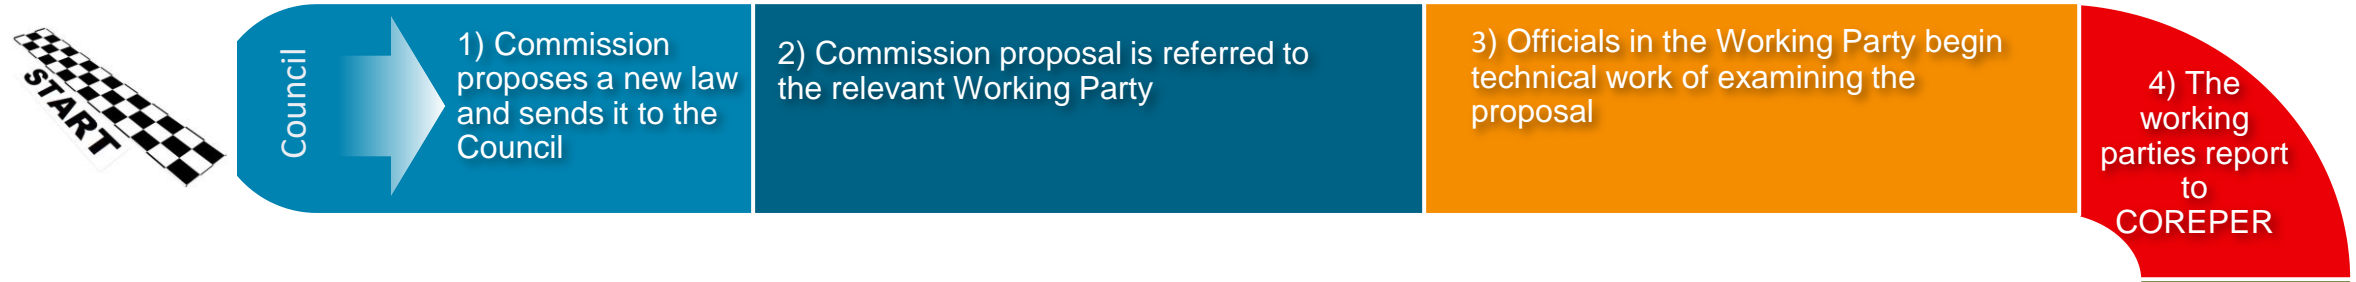 START
Council
1) Commission
proposes a new law
and sends it to the
Council
2) Commission proposal is referred to
the relevant Working Party
3) Officials in the Working Party begin
technical work of examining the
proposal
4) The
working
parties report
to
COREPER